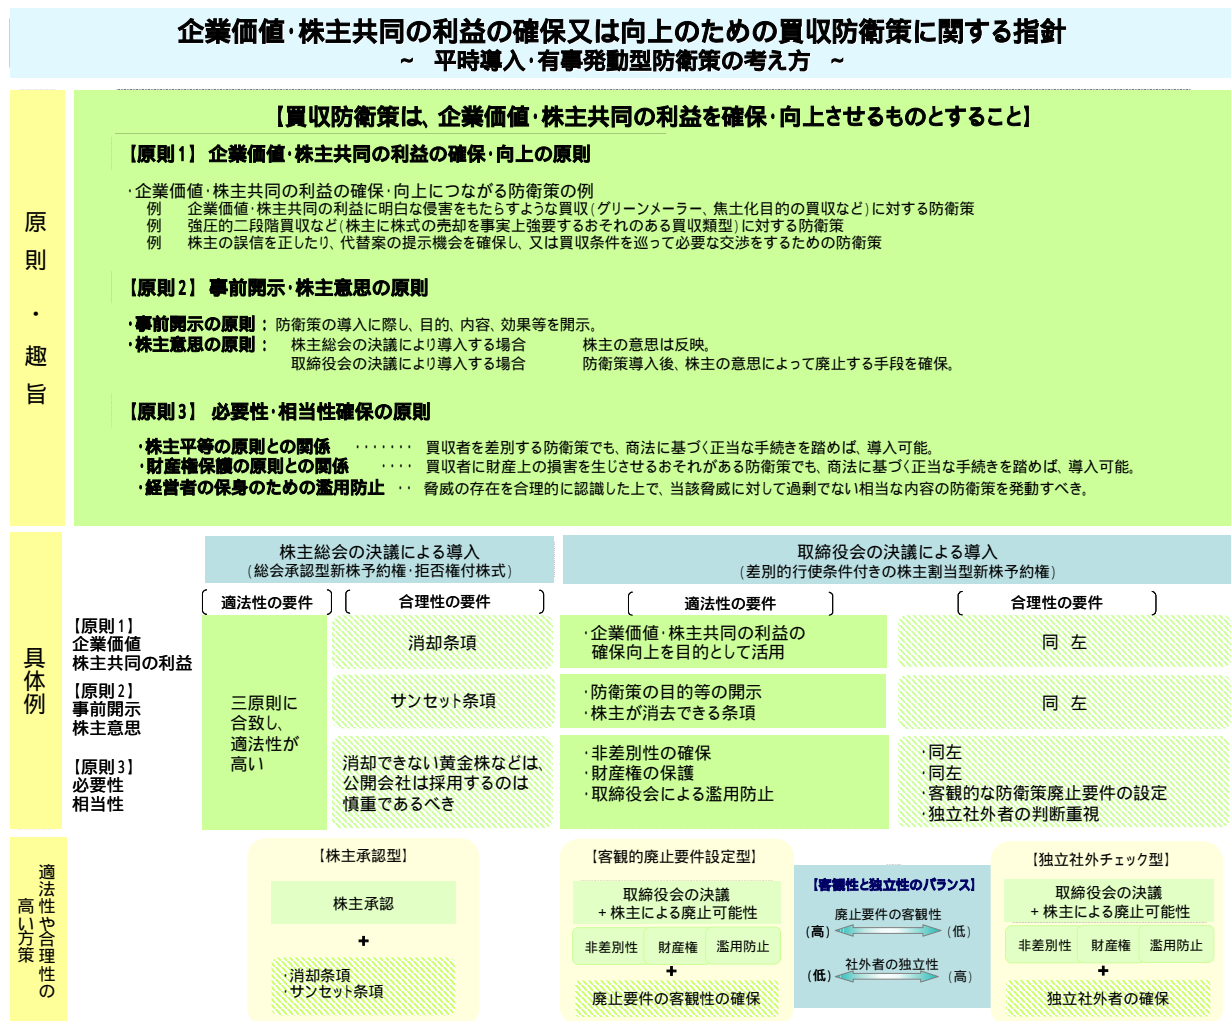 企業価値・株主共同の利益の確保又は向上のための買収防衛策に関する指針
～ 平時導入・有事発動型防衛策の考え方 ～
原則・趣旨
【買収防衛策は、企業価値・株主共同の利益を確保・向上させるものとすること】
【原則1】 企業価値・株主共同の利益の確保・向上の原則
・企業価値・株主共同の利益の確保・向上につながる防衛策の例
例 企業価値・株主共同の利益に明白な侵害をもたらすような買収(グリーンメーラー、焦土化目的の買収など)に対する防衛策
例 強圧的二段階買収など(株主に株式の売却を事実上強要するおそれのある買収類型)に対する防衛策
例 株主の誤信を正したり、代替案の提示機会を確保し、又は買収条件を巡って必要な交渉をするための防衛策
【原則2】 事前開示・株主意思の原則
・事前開示の原則： 防衛策の導入に際し、目的、内容、効果等を開示。
・株主意思の原則： 株主総会の決議により導入する場合 株主の意思は反映。
取締役会の決議により導入する場合 防衛策導入後、株主の意思によって廃止する手段を確保。
【原則3】 必要性・相当性確保の原則
・株主平等の原則との関係 ・・・・・・・ 買収者を差別する防衛策でも、商法に基づく正当な手続きを踏めば、導入可能。
・財産権保護の原則との関係 ・・・・ 買収者に財産上の損害を生じさせるおそれがある防衛策でも、商法に基づく正当な手続きを踏めば、導入可能。
・経営者の保身のための濫用防止 ・・ 脅威の存在を合理的に認識した上で、当該脅威に対して過剰でない相当な内容の防衛策を発動すべき。
具体例
株主総会の決議による導入
(総会承認型新株予約権・拒否権付株式)
取締役会の決議による導入
(差別的行使条件付きの株主割当型新株予約権)
適法性の要件
合理性の要件
適法性の要件
合理性の要件
【原則1】
企業価値
株主共同の利益
消却条項
・企業価値・株主共同の利益の
確保向上を目的として活用
同 左
【原則2】
事前開示
株主意思
三原則に
合致し、
適法性が
高い
サンセット条項
・防衛策の目的等の開示
・株主が消去できる条項
同 左
【原則3】
必要性
相当性
消却できない黄金株などは、
公開会社は採用するのは
慎重であるべき
・非差別性の確保
・財産権の保護
・取締役会による濫用防止
・同左
・同左
・客観的な防衛策廃止要件の設定
・独立社外者の判断重視
適法性や合理性の
高い方策
【株主承認型】
株主承認
+
・消却条項
・サンセット条項
【客観的廃止要件設定型】
取締役会の決議
+株主による廃止可能性
非差別性 財産権 濫用防止
+
廃止要件の客観性の確保
【客観性と独立性のバランス】
廃止要件の客観性
(高) (低)
社外者の独立性
(低) (高)
【独立社外チェック型】
取締役会の決議
+株主による廃止可能性
非差別性 財産権 濫用防止
+
独立社外者の確保